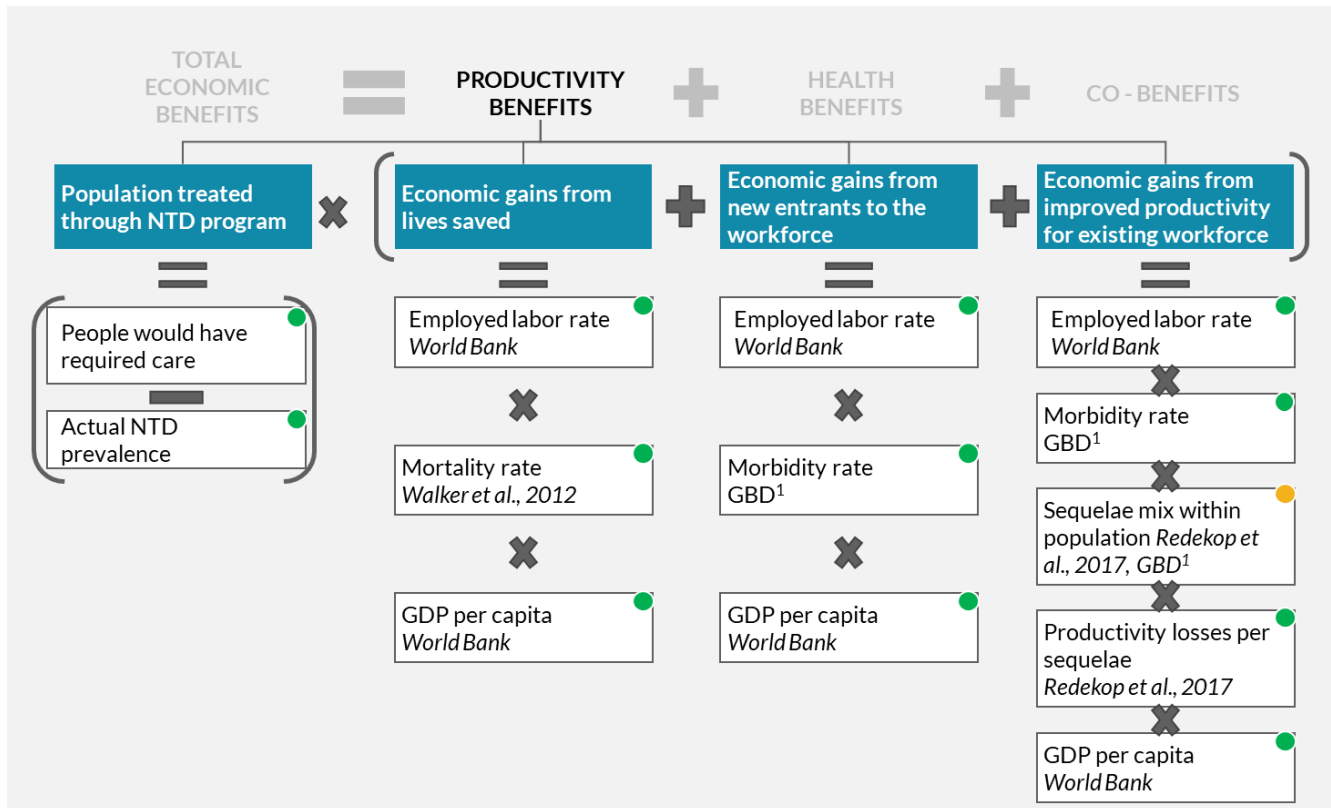 TOTAL
ECONOMIC
BENEFITS
PRODUCTIVITY
BENEFITS
HEALTH
BENEFITS
CO - BENEFITS
Population treated
through NTD program
Economic gains from
lives saved
Economic gains from
new entrants to the
workforce
Economic gains from
improved productivity
for existing workforce
People would have
required care
Actual NTD
prevalence
Employed labor rate
World Bank
Mortality rate
Walker et al., 2012
GDP per capita
World Bank
Employed labor rate
World Bank
Morbidity rate
GBD¹
GDP per capita
World Bank
Employed labor rate
World Bank
Morbidity rate
GBD¹
Sequelae mix within
population Redekop et
al., 2017, GBD¹
Productivity losses per
sequelae
Redekop et al., 2017
GDP per capita
World Bank